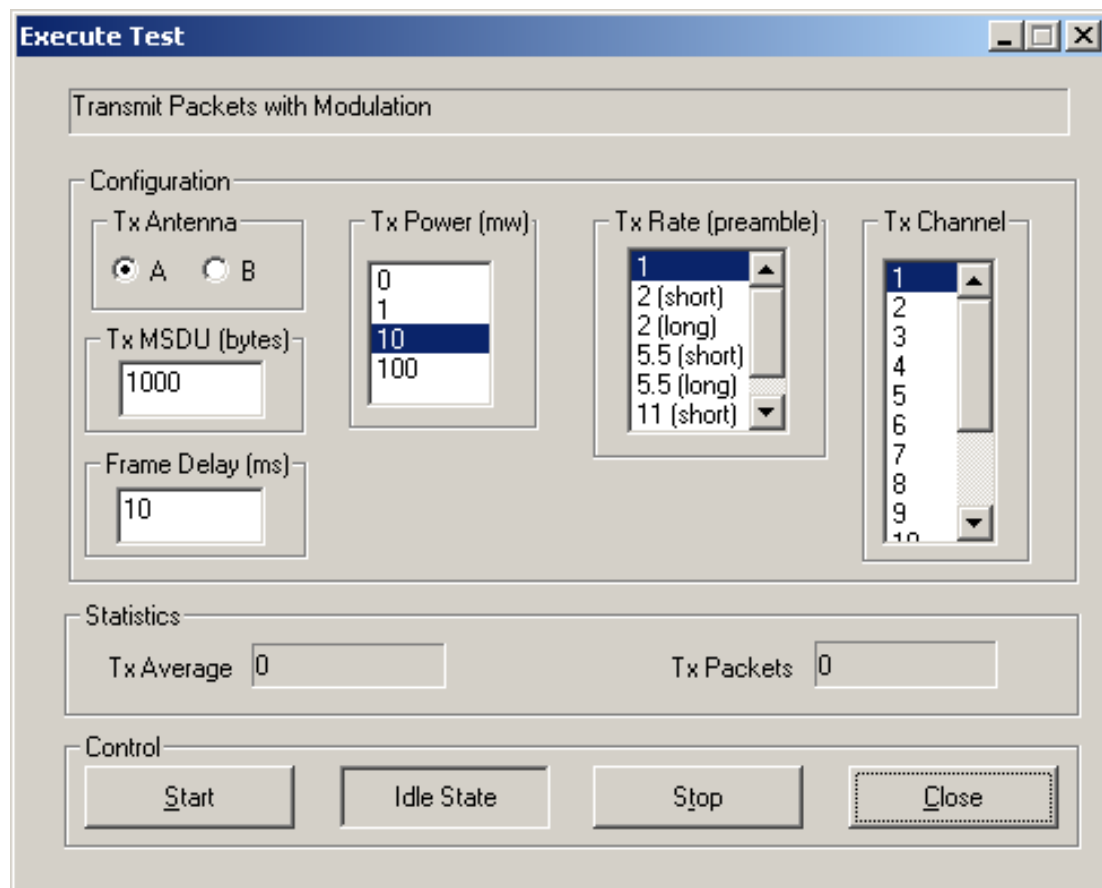 Execute Test
Transmit Packets with Modulation
Configuration
Tx Antenna
A
B
Tx MSDU (bytes)
1000
Frame Delay (ms)
10
Tx Power (mw)
0
1
10
100
Tx Rate (preamble)
1
2 (short)
2 (long)
5.5 (short)
5.5 (long)
11 (short)
Tx Channel
1
2
3
4
5
6
7
8
9
10
Statistics
Tx Average 0
Tx Packets 0
Control
Start
Idle State
Stop
Close